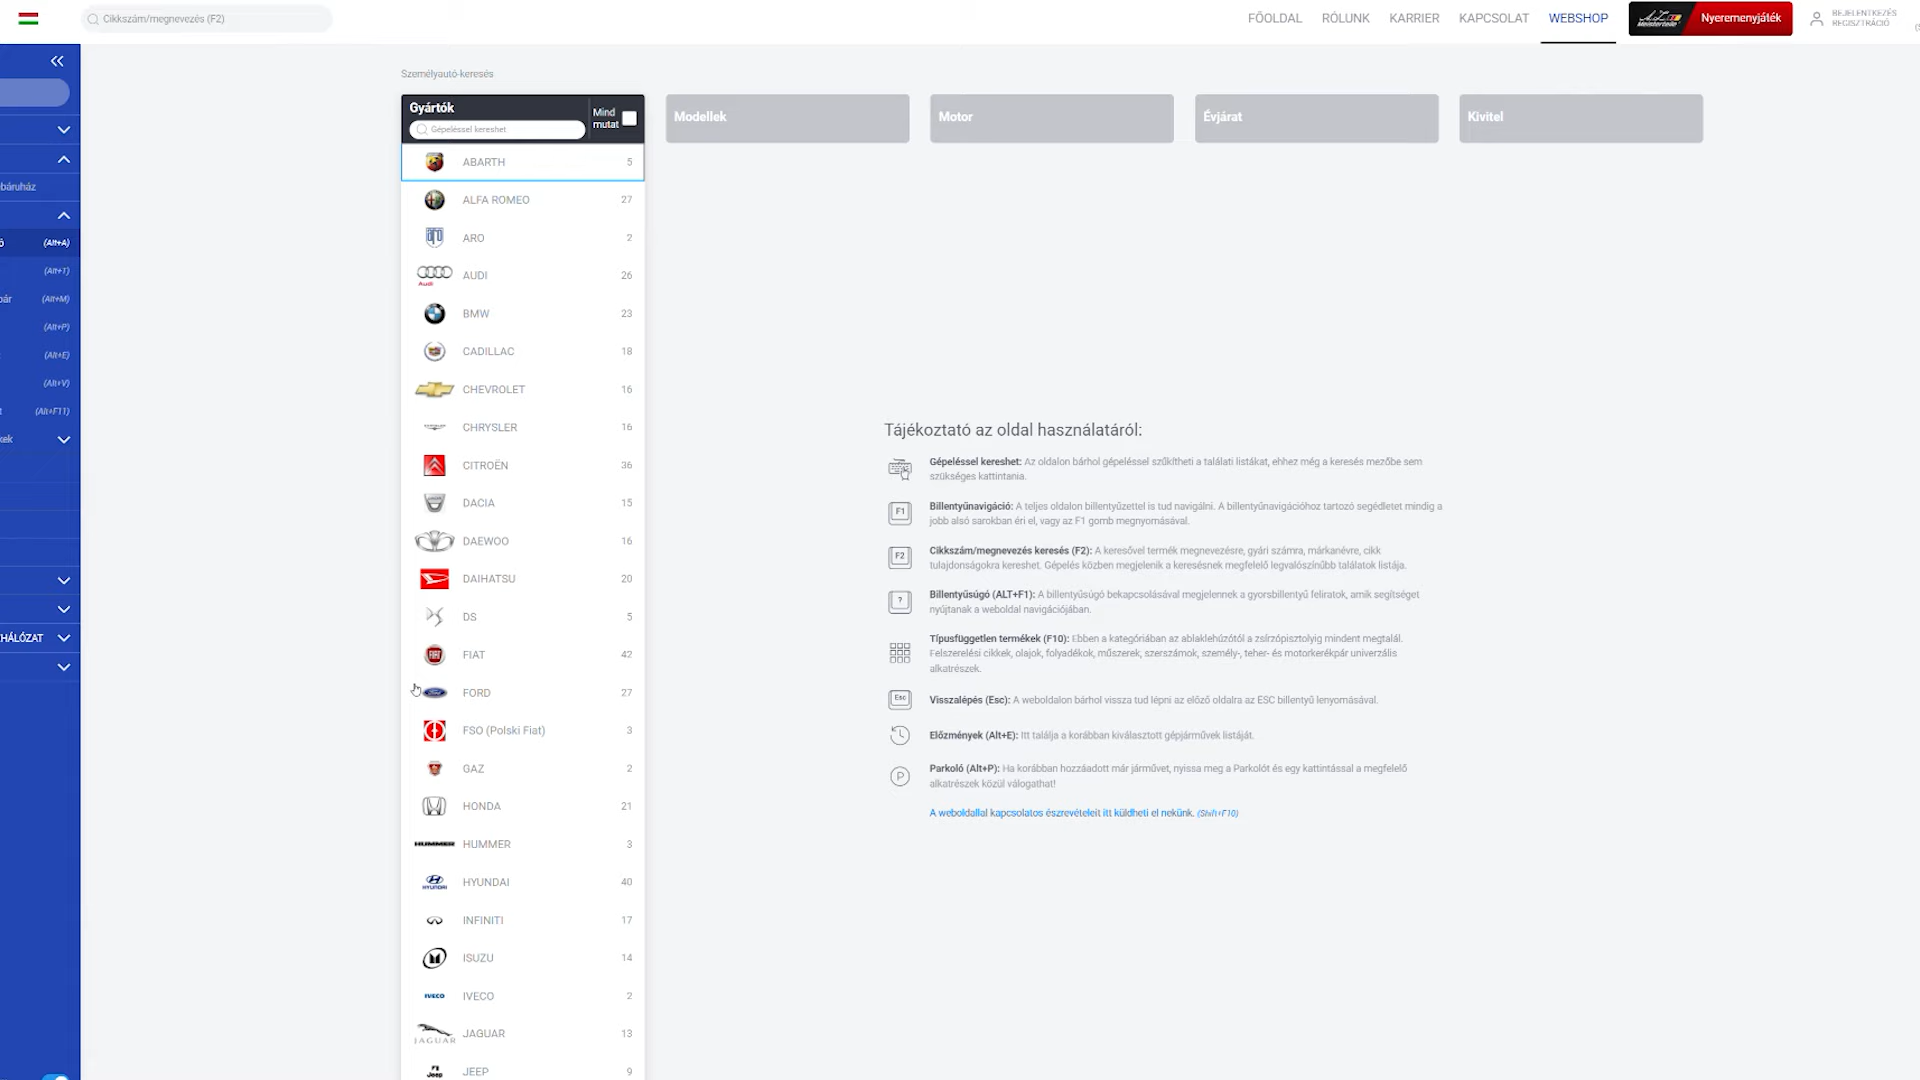 Cikkszám/megnevezés (F2)
FŐOLDAL
RÓLUNK
KARRIER
KAPCSOLAT
WEBSHOP
Nyereményjáték
BEJELENTKEZÉS
REGISZTRÁCIÓ
báruház
(Alt+A)
(Alt+T)
pár
(Alt+M)
(Alt+P)
(Alt+E)
(Alt+V)
(Alt+F11)
kek
HÁLÓZAT
Személyautó-keresés
Gyártók
Gépeléssel kereshet
Mind
mutat
Modellek
Motor
Évjárat
Kivitel
ABARTH 5
ALFA ROMEO 27
ARO 2
AUDI 26
BMW 23
CADILLAC 18
CHEVROLET 16
CHRYSLER 16
CITROËN 36
DACIA 15
DAEWOO 16
DAIHATSU 20
DS 5
FIAT 42
FORD 27
FSO (Polski Fiat) 3
GAZ 2
HONDA 21
HUMMER 3
HYUNDAI 40
INFINITI 17
ISUZU 14
IVECO 2
JAGUAR 13
JEEP 9
Tájékoztató az oldal használatáról:
Gépeléssel kereshet: Az oldalon bárhol gépeléssel szűkítheti a találati listákat, ehhez még a keresés mezőbe sem
szükséges kattintania.
F1
Billentyűnavigáció: A teljes oldalon billentyűzettel is tud navigálni. A billentyűnavigációhoz tartozó segédletet mindig a
jobb alsó sarokban éri el, vagy az F1 gomb megnyomásával.
F2
Cikkszám/megnevezés keresés (F2): A keresővel termék megnevezésre, gyári számra, márkanévre, cikk
tulajdonságokra kereshet. Gépelés közben megjelenik a keresésnek megfelelő legvalószínűbb találatok listája.
?
Billentyűsúgó (ALT+F1): A billentyűsúgó bekapcsolásával megjelennek a gyorsbillentyű feliratok, amik segítséget
nyújtanak a weboldal navigációjában.
Típusfüggetlen termékek (F10): Ebben a kategóriában az ablaklehúzótól a zsírzópisztolyig mindent megtalál.
Felszerelési cikkek, olajok, folyadékok, műszerek, szerszámok, személy-, teher- és motorkerékpár univerzális
alkatrészek.
Esc
Visszalépés (Esc): A weboldalon bárhol vissza tud lépni az előző oldalra az ESC billentyű lenyomásával.
Előzmények (Alt+E): Itt találja a korábban kiválasztott gépjárművek listáját.
P
Parkoló (Alt+P): Ha korábban hozzáadott már járművet, nyissa meg a Parkolót és egy kattintással a megfelelő
alkatrészek közül válogathat!
A weboldallal kapcsolatos észrevételeit itt küldheti el nekünk. (Shift+F10)